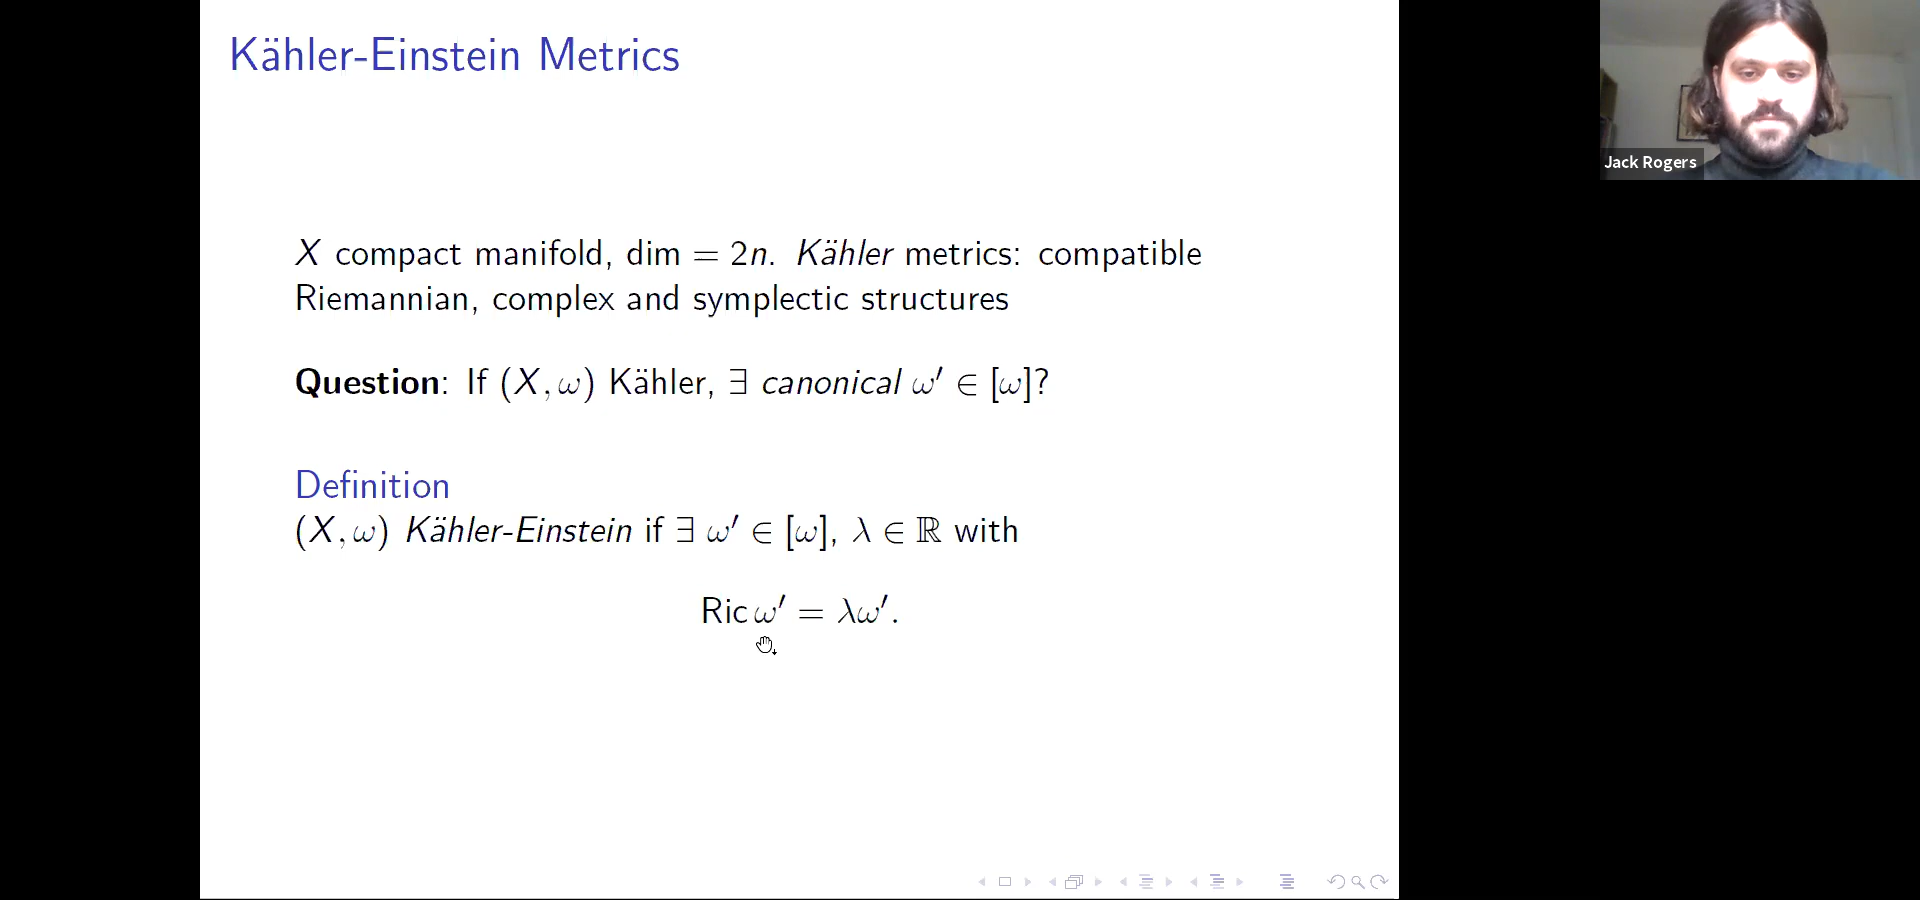 Kähler-Einstein Metrics
X compact manifold, dim = 2n. Kähler metrics: compatible
Riemannian, complex and symplectic structures
Question: If (X, ω) Kähler, ∃ canonical ω′ ∈ [ω]?
Definition
(X, ω) Kähler-Einstein if ∃ ω′ ∈ [ω], λ ∈ ℝ with
Ric ω′ = λω′.
Jack Rogers